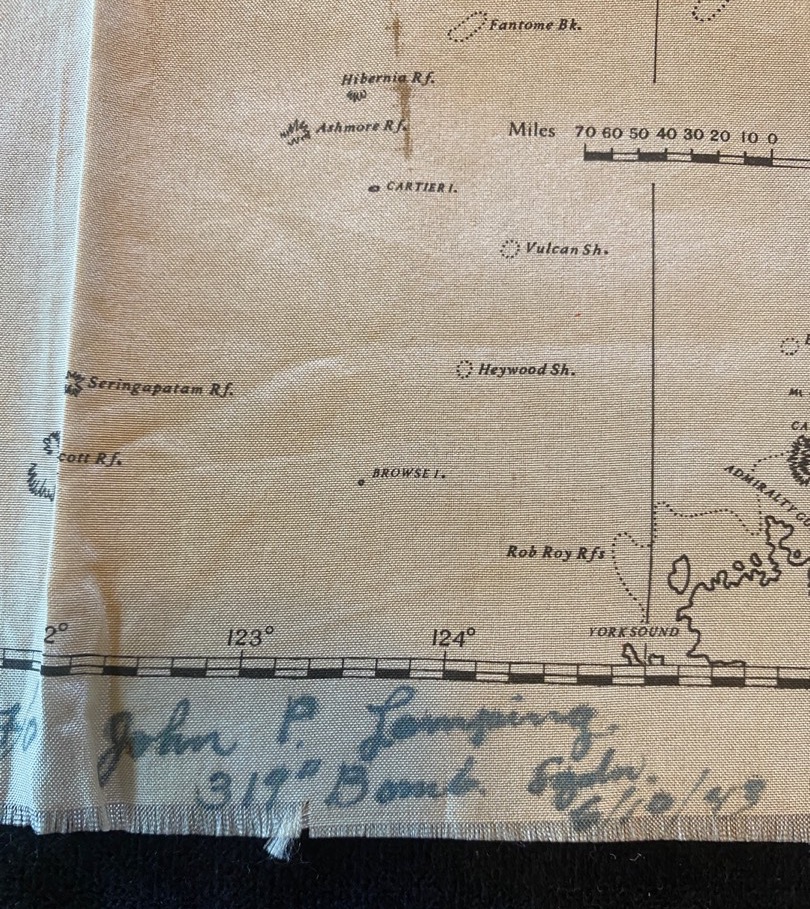 Fantome Bk.
Hibernia Rf.
Ashmore Rf.
Miles 70 60 50 40 30 20 10 0
CARTIER I.
Vulcan Sh.
Heywood Sh.
Seringapatam Rf.
cott Rf.
BROWSE I.
ADMIRALTY
Rob Roy Rfs
YORK SOUND
2° 123° 124°
To John P. Lamping.
319" Bomb. Sqdn.
6/10/43